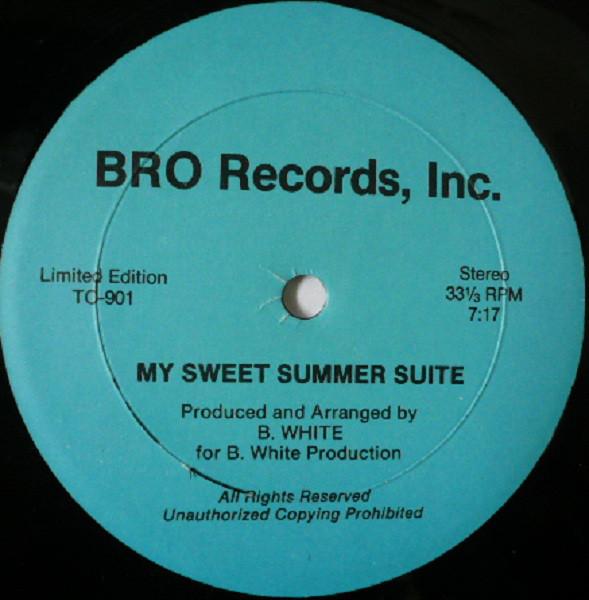 BRO Records, Inc.
Limited Edition
TC-901
Stereo
33⅓ RPM
7:17
MY SWEET SUMMER SUITE
Produced and Arranged by
B. WHITE
for B. White Production
All Rights Reserved
Unauthorized Copying Prohibited